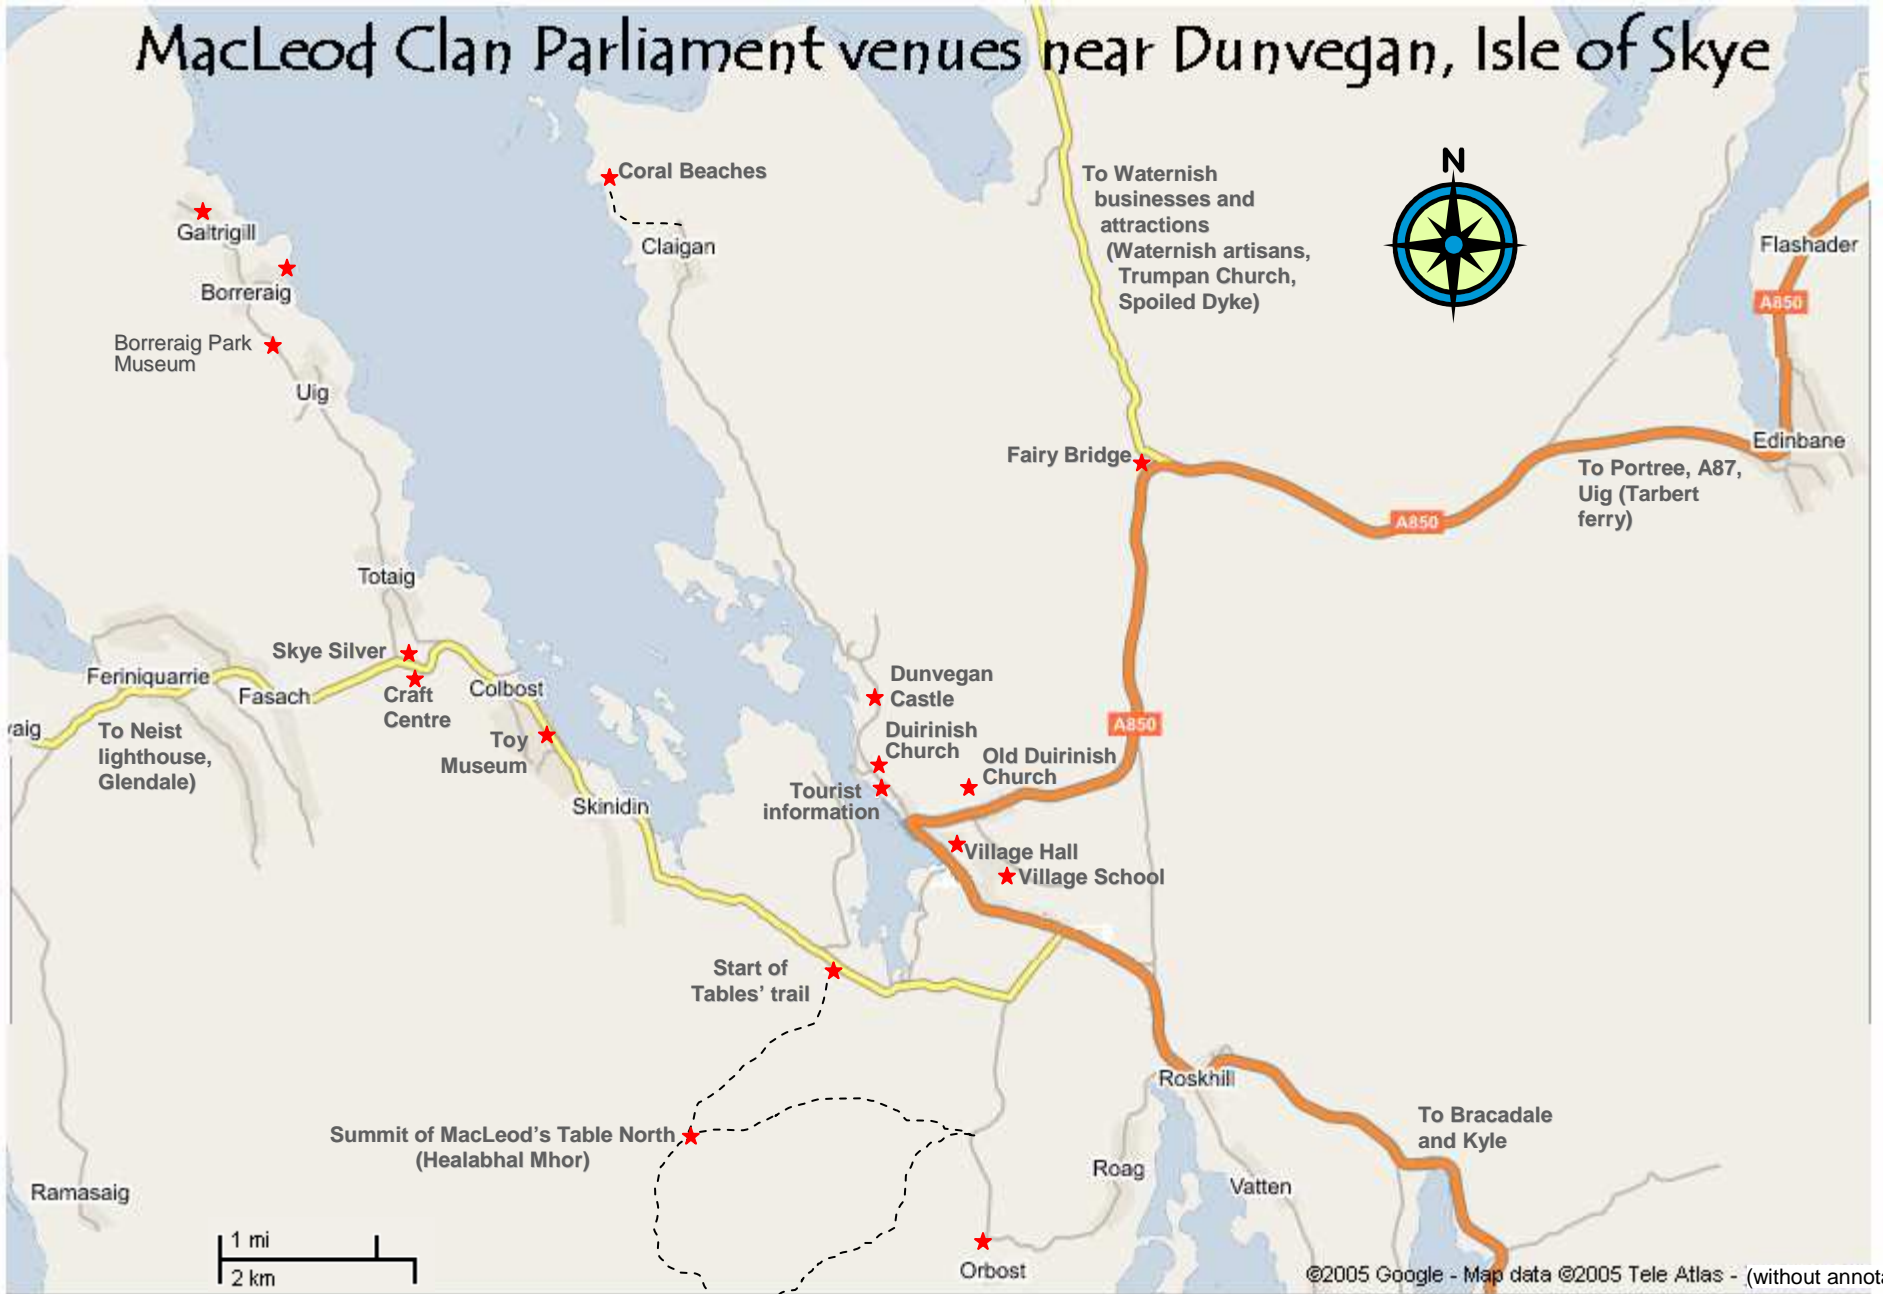 MacLeod Clan Parliament venues near Dunvegan, Isle of Skye
N
Coral Beaches
To Waternish
businesses and
attractions
(Waternish artisans,
Trumpan Church,
Spoiled Dyke)
Galtrigill
Claigan
Flashader
Borreraig
A850
Borreraig Park
Museum
Uig
Fairy Bridge
Edinbane
To Portree, A87,
Uig (Tarbert
ferry)
A850
Totaig
Skye Silver
Feriniquarrie
Fasach
Craft
Centre
Colbost
Dunvegan
Castle
To Neist
lighthouse,
Glendale)
Toy
Museum
Duirinish
Church
A850
Old Duirinish
Church
Tourist
information
Skinidin
Village Hall
Village School
Start of
Tables’ trail
Roskhill
To Bracadale
and Kyle
Summit of MacLeod’s Table North
(Healabhal Mhor)
Roag
Vatten
Ramasaig
1 mi
2 km
Orbost
©2005 Google - Map data ©2005 Tele Atlas - (without